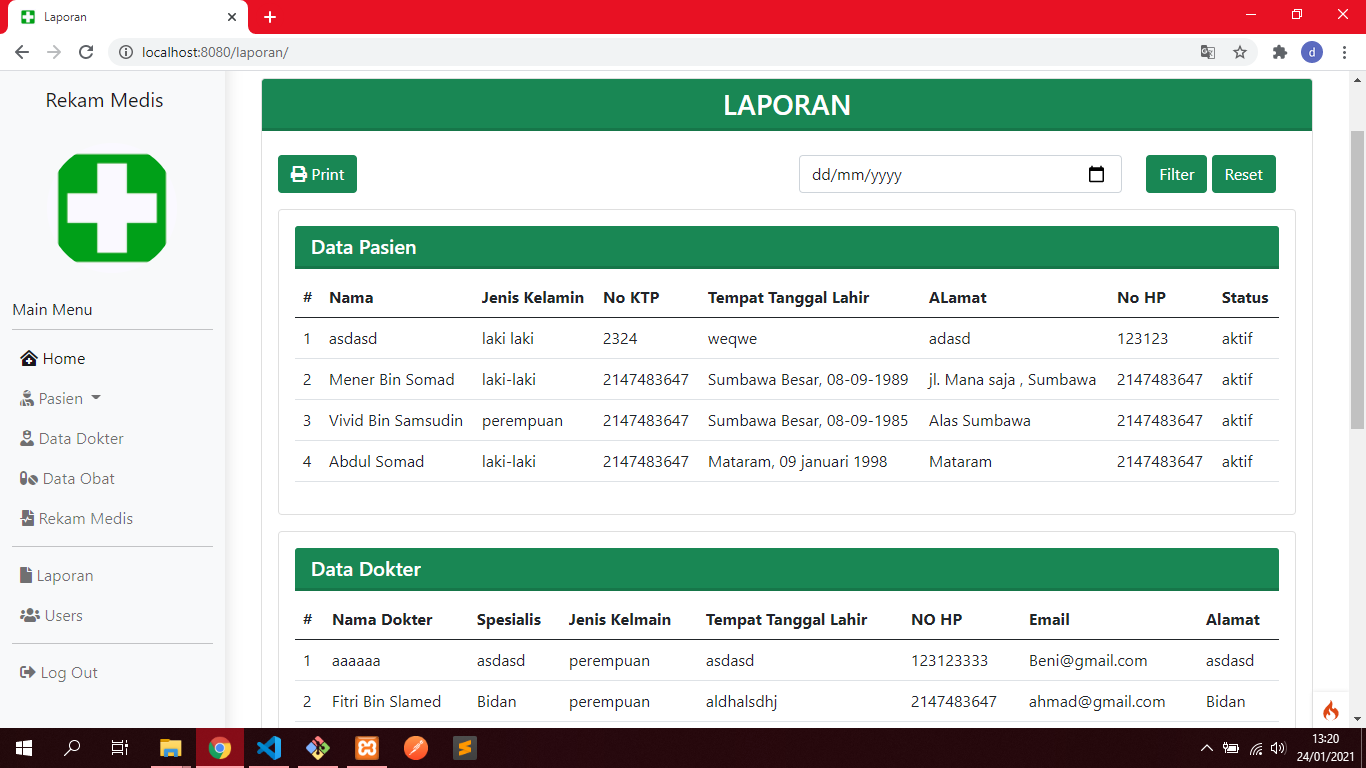 Laporan
localhost:8080/laporan/
d
Rekam Medis
Main Menu
Home
Pasien
Data Dokter
Data Obat
Rekam Medis
Laporan
Users
Log Out
LAPORAN
Print
dd/mm/yyyy
Filter
Reset
Data Pasien
# Nama Jenis Kelamin No KTP Tempat Tanggal Lahir ALamat No HP Status
1 asdasd laki laki 2324 weqwe adasd 123123 aktif
2 Mener Bin Somad laki-laki 2147483647 Sumbawa Besar, 08-09-1989 jl. Mana saja , Sumbawa 2147483647 aktif
3 Vivid Bin Samsudin perempuan 2147483647 Sumbawa Besar, 08-09-1985 Alas Sumbawa 2147483647 aktif
4 Abdul Somad laki-laki 2147483647 Mataram, 09 januari 1998 Mataram 2147483647 aktif
Data Dokter
# Nama Dokter Spesialis Jenis Kelmain Tempat Tanggal Lahir NO HP Email Alamat
1 aaaaaa asdasd perempuan asdasd 123123333 Beni@gmail.com asdasd
2 Fitri Bin Slamed Bidan perempuan aldhalsdhj 2147483647 ahmad@gmail.com Bidan
13:20
24/01/2021